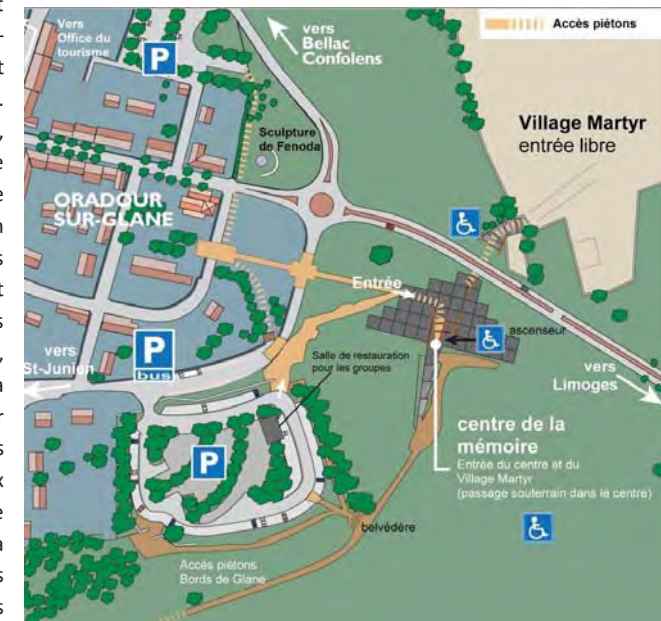 Vers
Office du
tourisme
P
vers
Bellac
Confolens
Accès piétons
Sculpture
de Fenoda
Village Martyr
entrée libre
ORADOUR
SUR-GLANE
Entrée
ascenseur
vers
St-Junien
P
bus
Salle de restauration
pour les groupes
vers
Limoges
P
centre de la
mémoire
Entrée du centre et du
Village Martyr
(passage souterrain dans le centre)
belvédère
Accés piétons
Bords de Glane